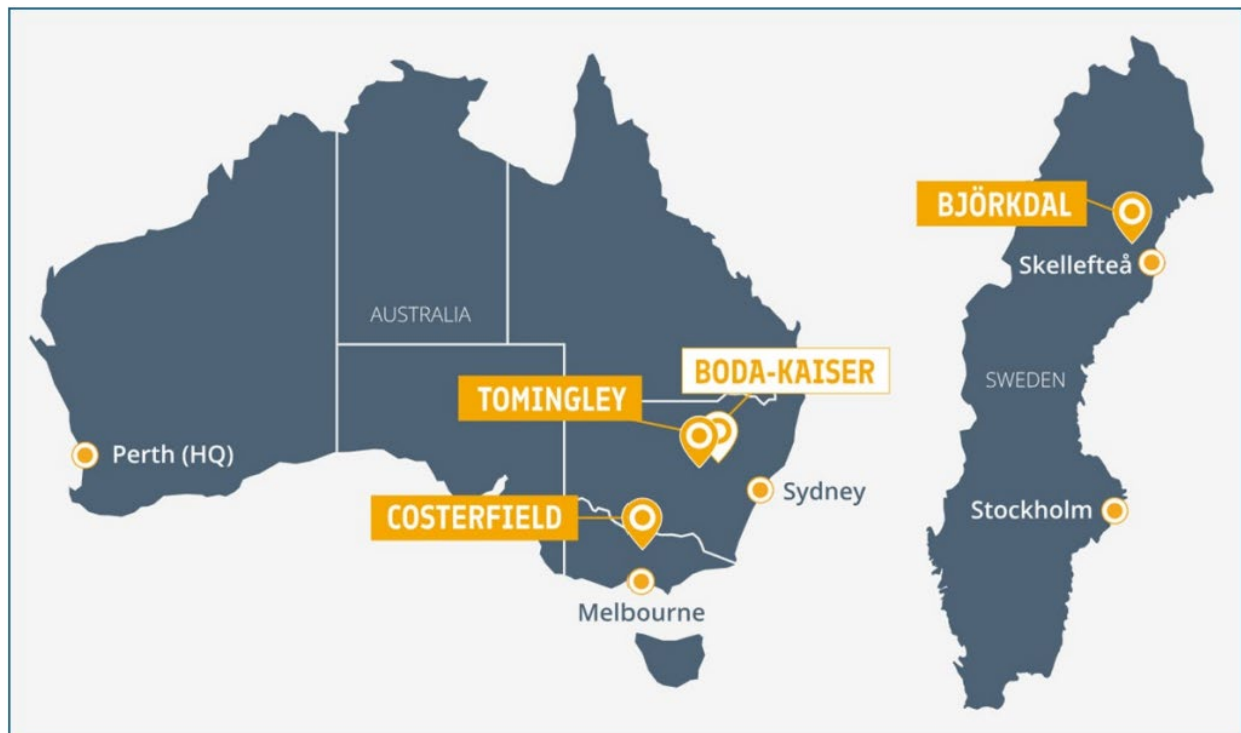 BJÖRKDAL
Skellefteå
AUSTRALIA
BODA-KAISER
SWEDEN
TOMINGLEY
Perth (HQ)
Sydney
COSTERFIELD
Stockholm
Melbourne